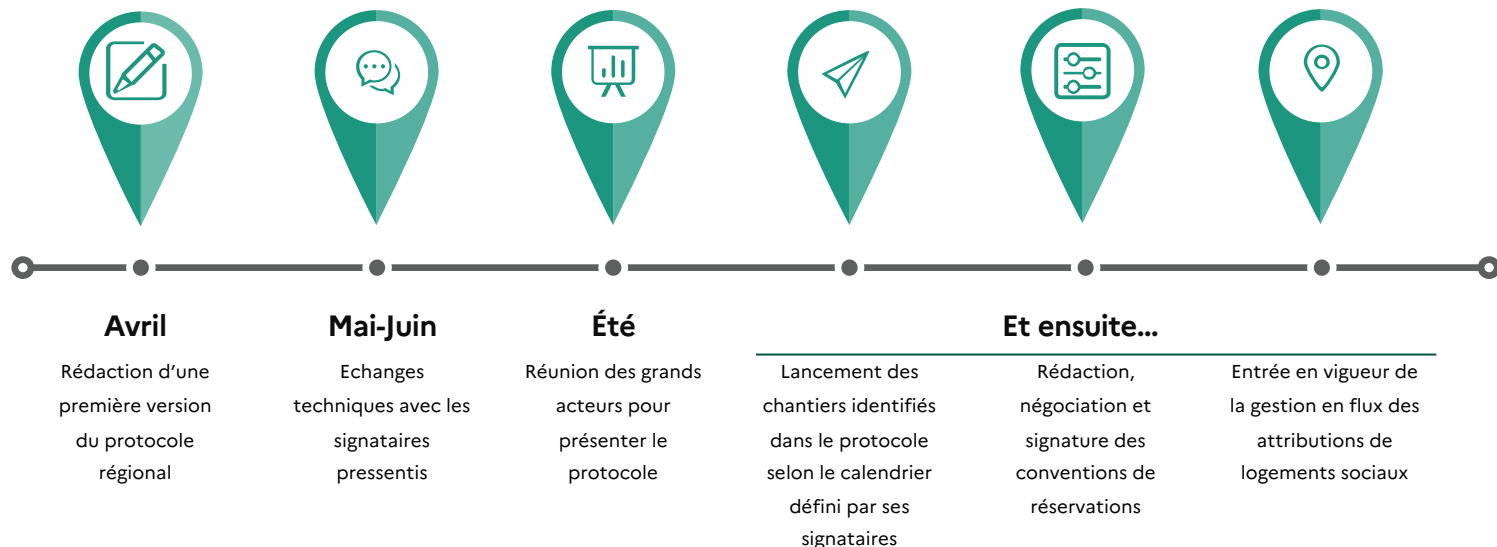 Avril
Rédaction d’une
première version
du protocole
régional
Mai-Juin
Echanges
techniques avec les
signataires
pressentis
Été
Réunion des grands
acteurs pour
présenter le
protocole
Et ensuite...
Lancement des
chantiers identifiés
dans le protocole
selon le calendrier
défini par ses
signataires
Rédaction,
négociation et
signature des
conventions de
réservations
Entrée en vigueur de
la gestion en flux des
attributions de
logements sociaux